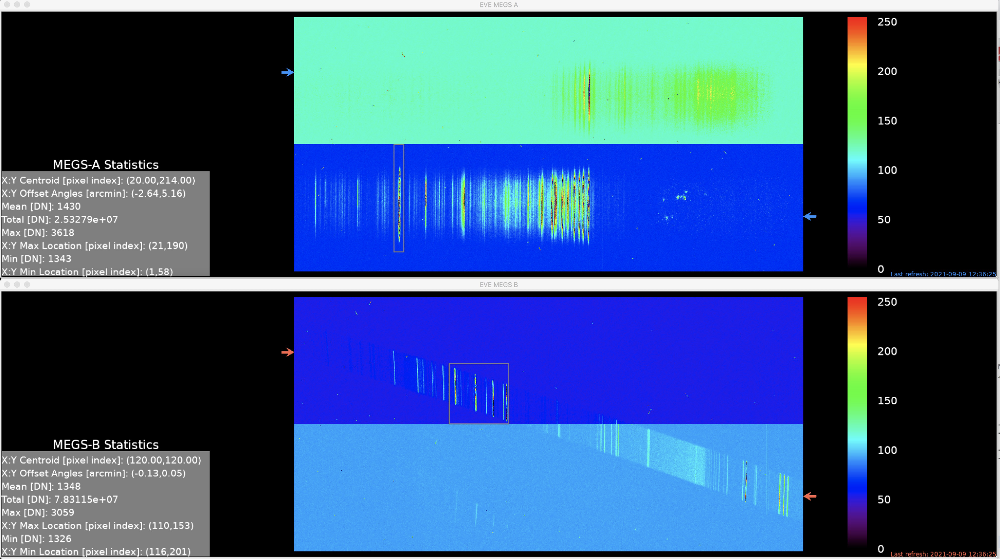 EVE MEGS A
250
200
150
100
50
0
MEGS-A Statistics
X:Y Centroid [pixel index]: (20.00,214.00)
X:Y Offset Angles [arcmin]: (-2.64,5.16)
Mean [DN]: 1430
Total [DN]: 2.53279e+07
Max [DN]: 3618
X:Y Max Location [pixel index]: (21,190)
Min [DN]: 1343
X:Y Min Location [pixel index]: (1,58)
Last refresh: 2021-09-09 12:36:25
EVE MEGS B
250
200
150
100
50
0
MEGS-B Statistics
X:Y Centroid [pixel index]: (120.00,120.00)
X:Y Offset Angles [arcmin]: (-0.13,0.05)
Mean [DN]: 1348
Total [DN]: 7.83115e+07
Max [DN]: 3059
X:Y Max Location [pixel index]: (110,153)
Min [DN]: 1326
X:Y Min Location [pixel index]: (116,201)
Last refresh: 2021-09-09 12:36:25